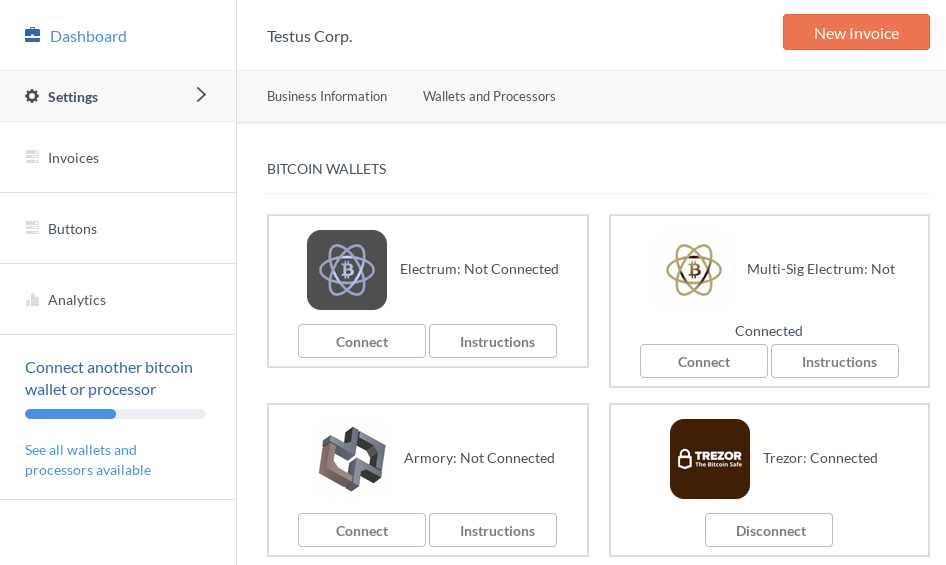 Dashboard
Testus Corp.
New Invoice
Settings
Business Information
Wallets and Processors
Invoices
Buttons
Analytics
Connect another bitcoin
wallet or processor
See all wallets and
processors available
BITCOIN WALLETS
Electrum: Not Connected
Connect
Instructions
Multi-Sig Electrum: Not
Connected
Connect
Instructions
Armory: Not Connected
Connect
Instructions
TREZOR
The Bitcoin Safe
Trezor: Connected
Disconnect